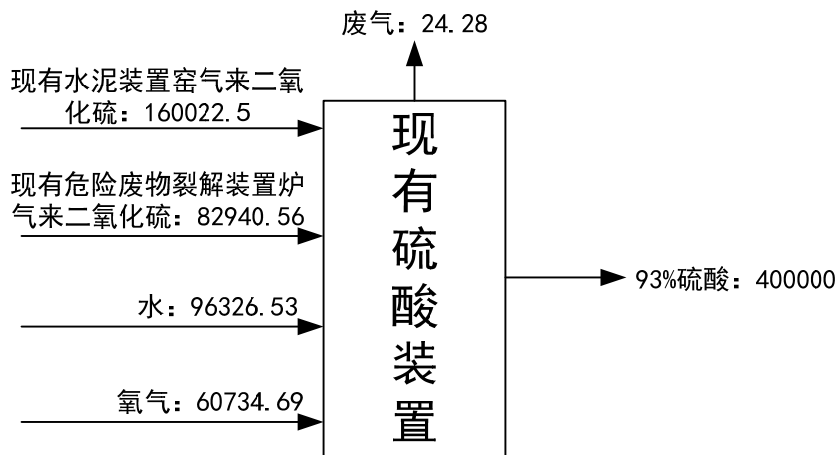 废气：24.28
现有水泥装置窑气来二氧
化硫：160022.5
现有危险废物裂解装置炉
气来二氧化硫：82940.56
水：96326.53
氧气：60734.69
现有硫酸装置
93%硫酸：400000